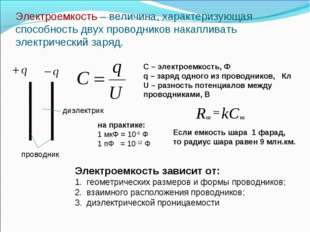 Электроемкость – величина, характеризующая
способность двух проводников накапливать
электрический заряд.
+q −q
C = q/U
C – электроемкость, Ф
q – заряд одного из проводников, Кл
U – разность потенциалов между
проводниками, В
диэлектрик
Rш = kCш
на практике:
1 мкФ = 10⁻⁶ Ф
1 пФ = 10⁻¹² Ф
Если емкость шара 1 фарад,
то радиус шара равен 9 млн.км.
проводник
Электроемкость зависит от:
1. геометрических размеров и формы проводников;
2. взаимного расположения проводников;
3. диэлектрической проницаемости